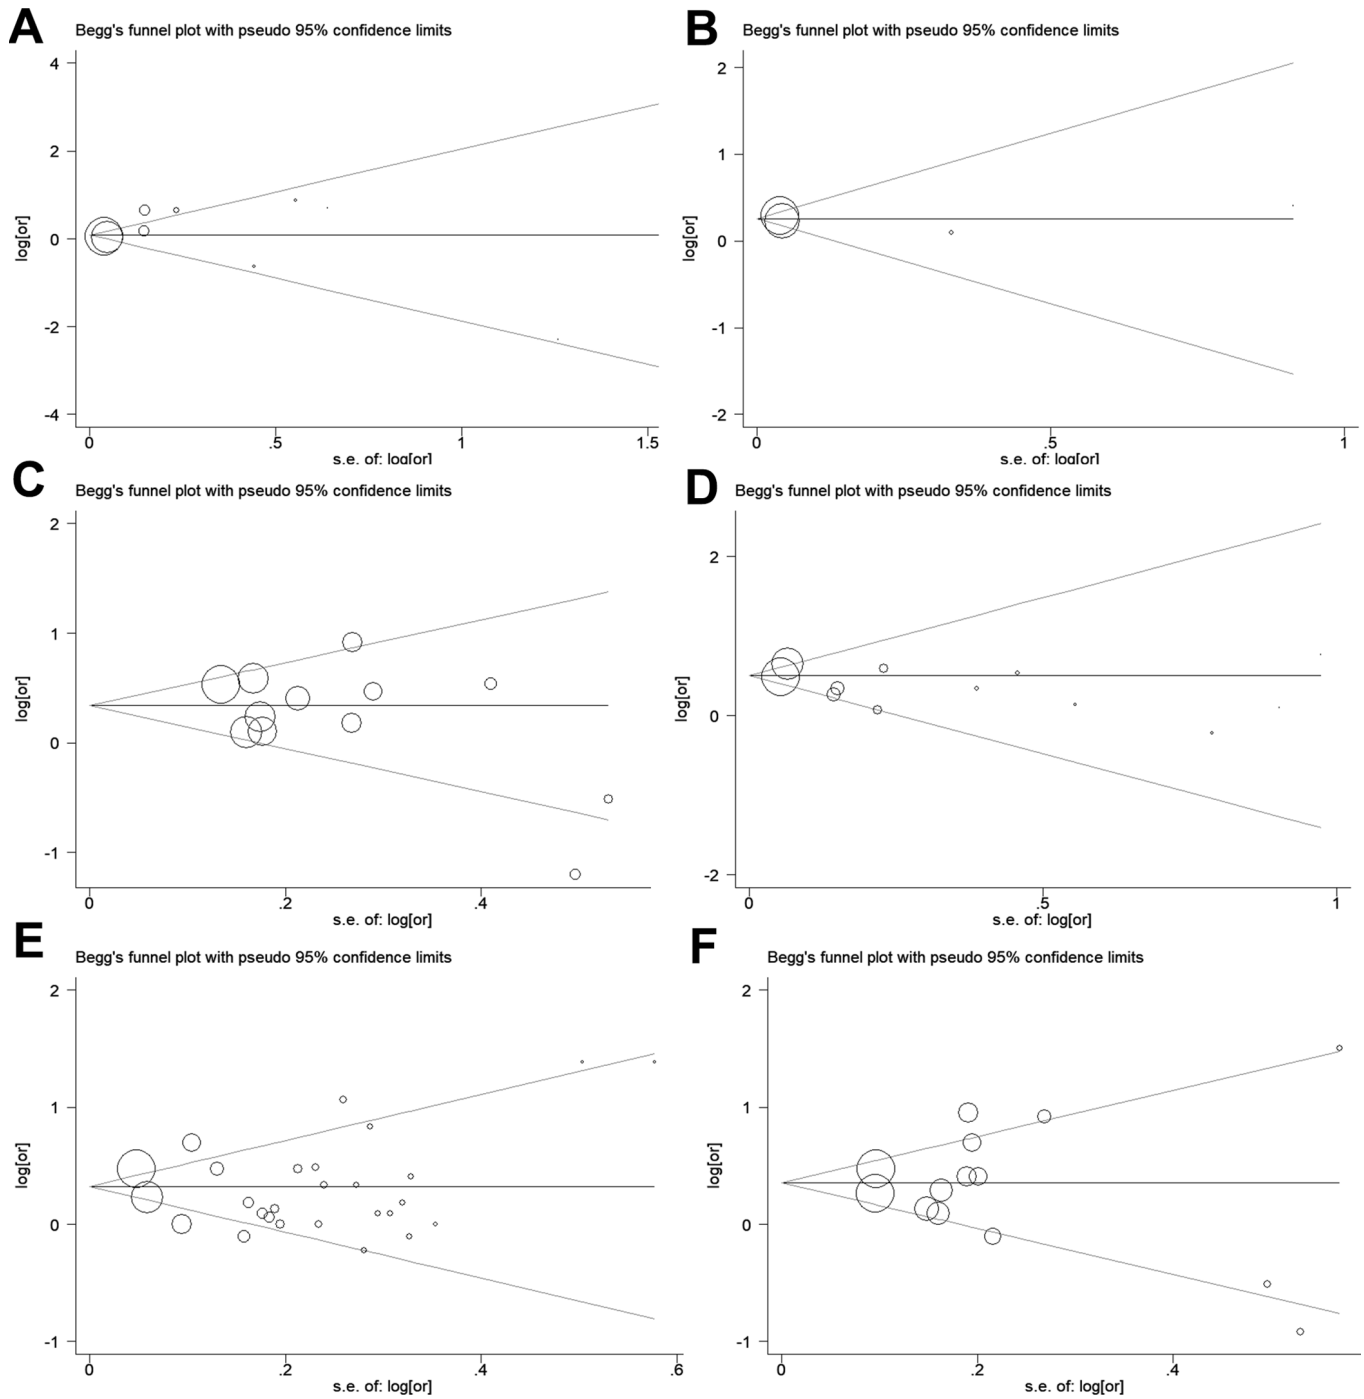 A
Begg's funnel plot with pseudo 95% confidence limits
4
2
0
-2
-4
log[or]
0 .5 1 1.5
s.e. of: log[or]
B
Begg's funnel plot with pseudo 95% confidence limits
2
1
0
-1
-2
log[or]
0 .5 1
s.e. of: log[or]
C
Begg's funnel plot with pseudo 95% confidence limits
2
1
0
-1
log[or]
0 .2 .4
s.e. of: log[or]
D
Begg's funnel plot with pseudo 95% confidence limits
2
0
-2
log[or]
0 .5 1
s.e. of: log[or]
E
Begg's funnel plot with pseudo 95% confidence limits
2
1
0
-1
log[or]
0 .2 .4 .6
s.e. of: log[or]
F
Begg's funnel plot with pseudo 95% confidence limits
2
1
0
-1
log[or]
0 .2 .4
s.e. of: log[or]